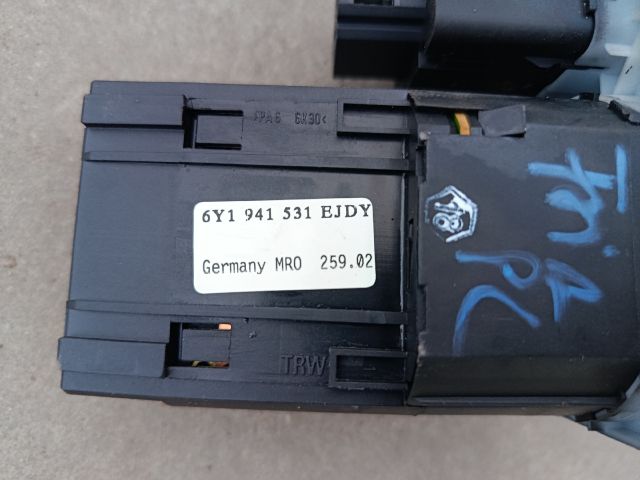 >PA6 GK30<
6Y1 941 531 EJDY
Germany MRO 259.02
TRW